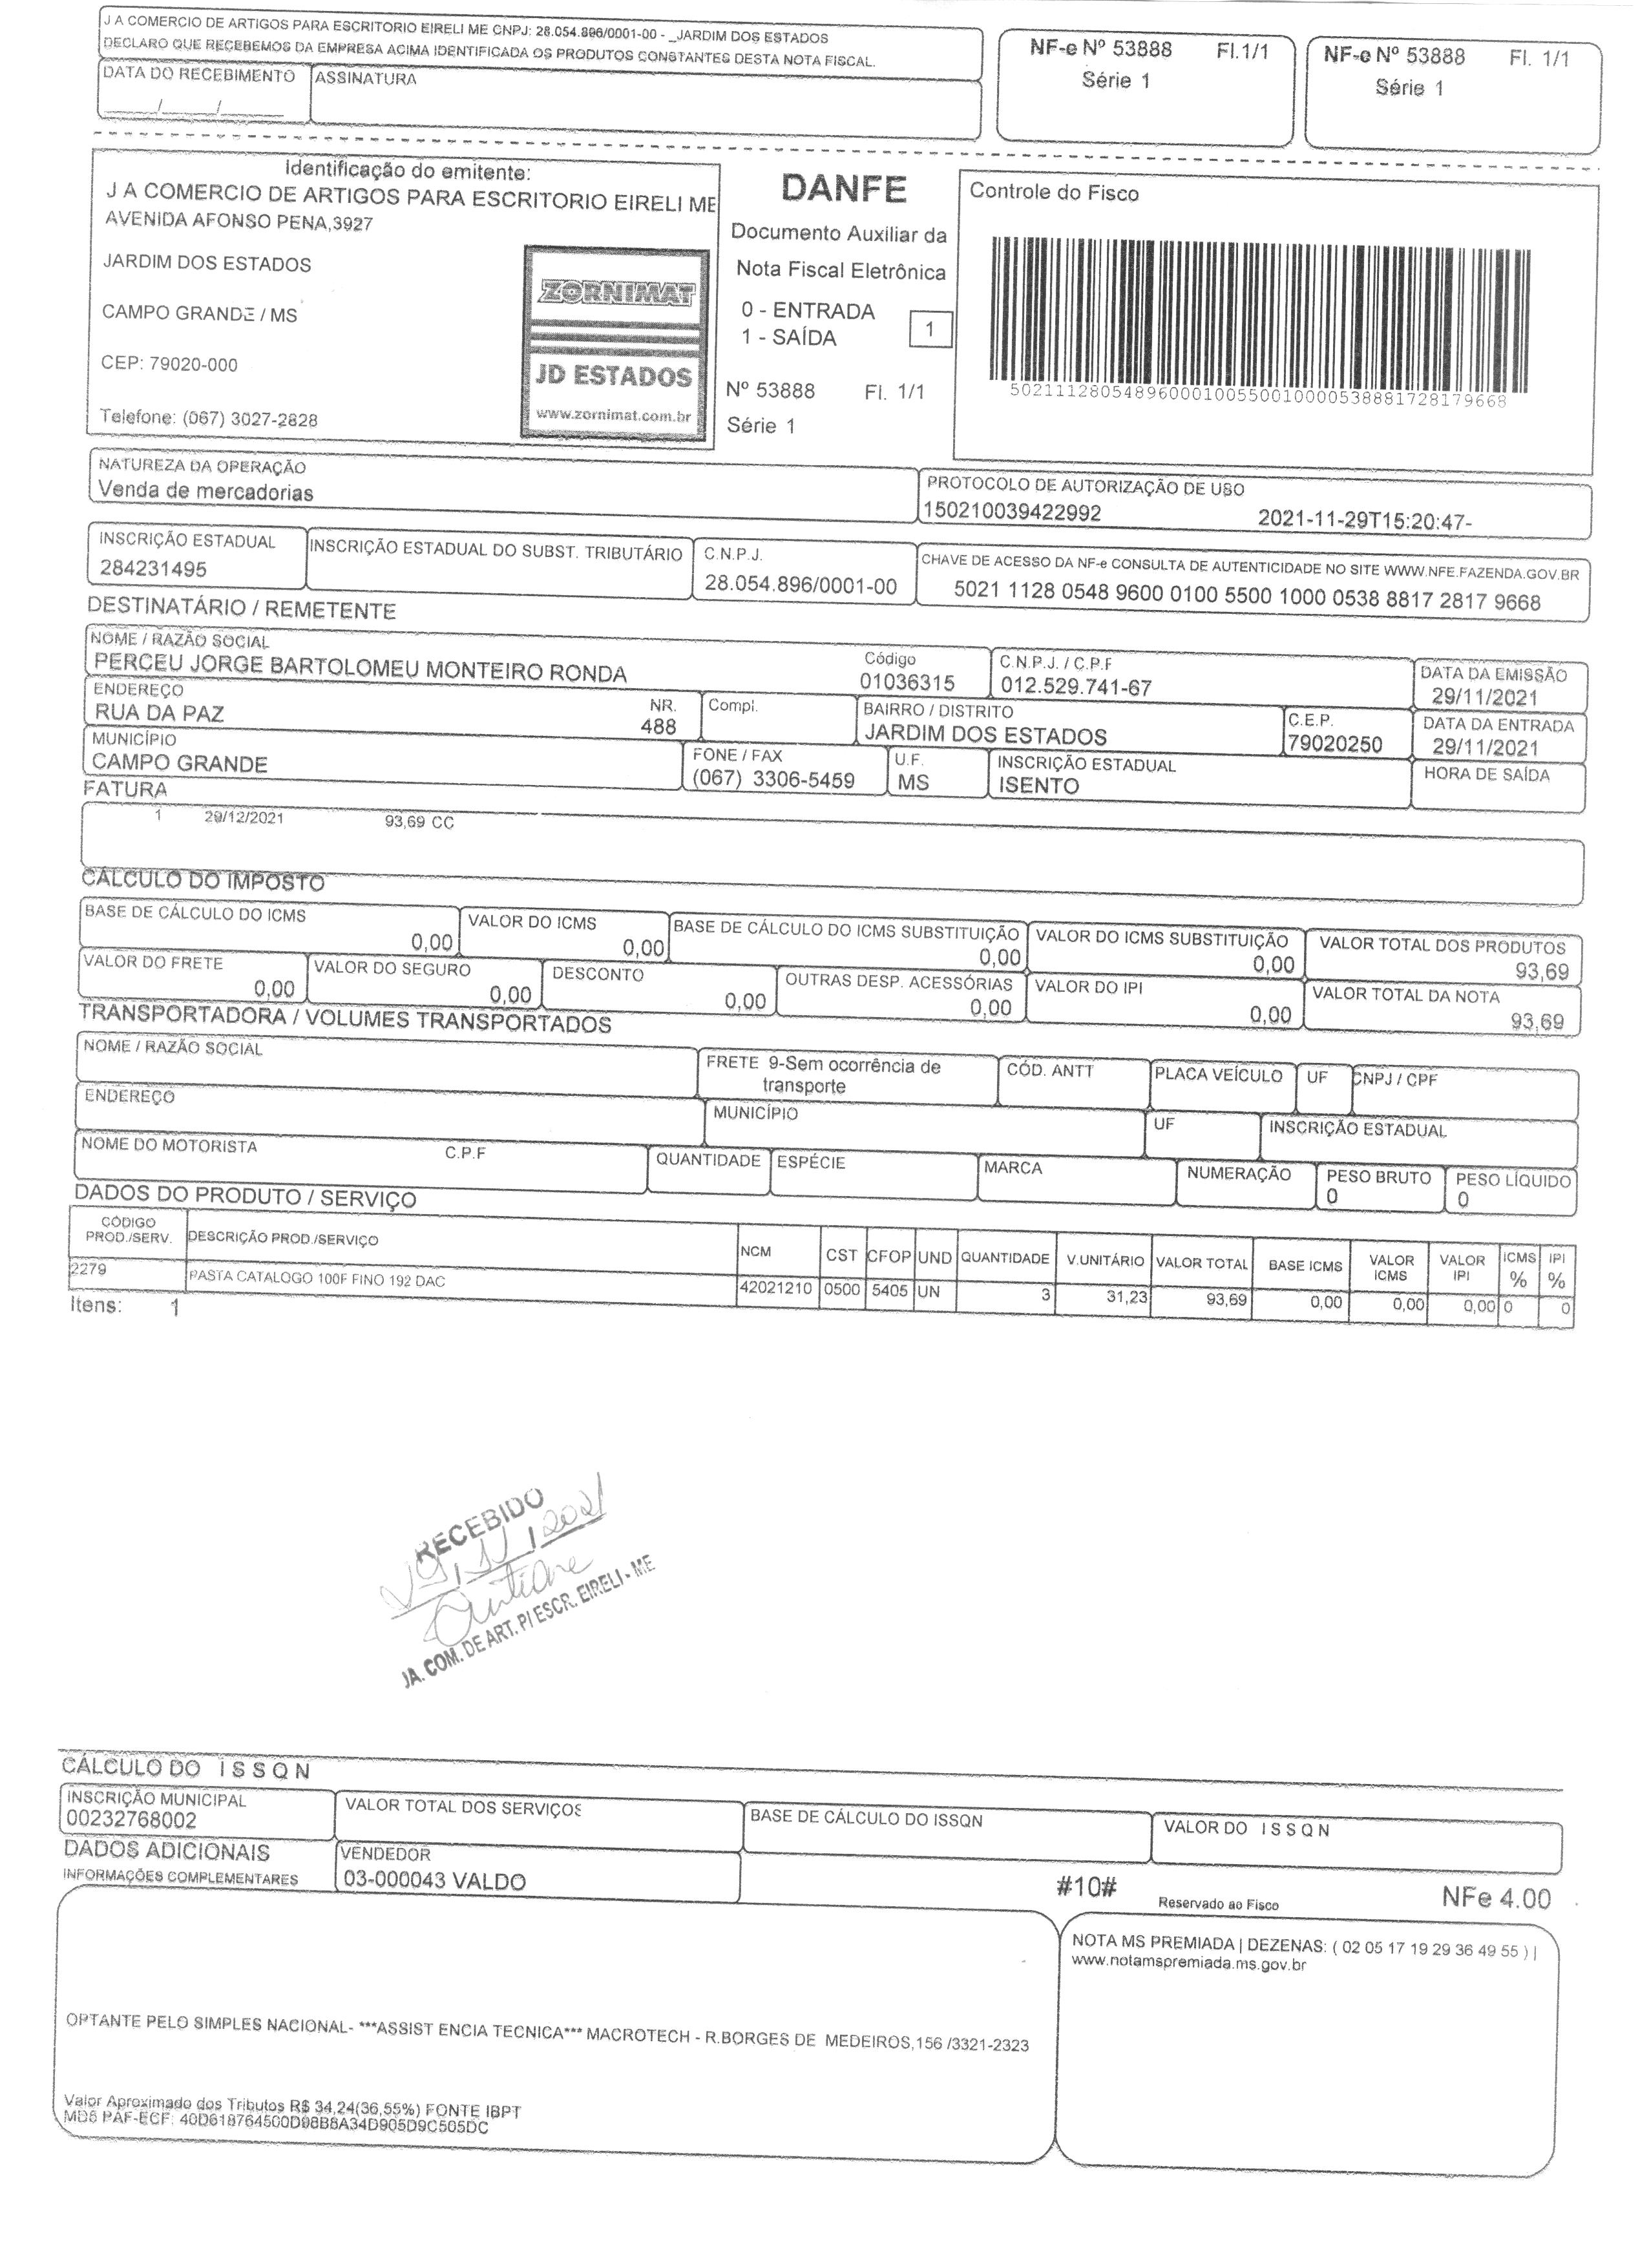 J A COMERCIO DE ARTIGOS PARA ESCRITORIO EIRELI ME CNPJ: 28.054.896/0001-00 - _JARDIM DOS ESTADOS
DECLARO QUE RECEBEMOS DA EMPRESA ACIMA IDENTIFICADA OS PRODUTOS CONSTANTES DESTA NOTA FISCAL.
DATA DO RECEBIMENTO ASSINATURA
____/____/____
NF-e Nº 53888 Fl.1/1
Série 1
NF-e Nº 53888 Fl. 1/1
Série 1
Identificação do emitente:
J A COMERCIO DE ARTIGOS PARA ESCRITORIO EIRELI ME
AVENIDA AFONSO PENA,3927
JARDIM DOS ESTADOS
CAMPO GRANDE / MS
CEP: 79020-000
Telefone: (067) 3027-2828
ZORNIMAT
JD ESTADOS
www.zornimat.com.br
DANFE
Documento Auxiliar da
Nota Fiscal Eletrônica
0 - ENTRADA
1 - SAÍDA
1
Nº 53888 Fl. 1/1
Série 1
Controle do Fisco
50211128054896000100550010000538881728179668
NATUREZA DA OPERAÇÃO
Venda de mercadorias
PROTOCOLO DE AUTORIZAÇÃO DE USO
150210039422992 2021-11-29T15:20:47-
INSCRIÇÃO ESTADUAL
284231495
INSCRIÇÃO ESTADUAL DO SUBST. TRIBUTÁRIO
C.N.P.J.
28.054.896/0001-00
CHAVE DE ACESSO DA NF-e CONSULTA DE AUTENTICIDADE NO SITE WWW.NFE.FAZENDA.GOV.BR
5021 1128 0548 9600 0100 5500 1000 0538 8817 2817 9668
DESTINATÁRIO / REMETENTE
NOME / RAZÃO SOCIAL
PERCEU JORGE BARTOLOMEU MONTEIRO RONDA
Código
01036315
C.N.P.J. / C.P.F
012.529.741-67
DATA DA EMISSÃO
29/11/2021
ENDEREÇO
RUA DA PAZ
NR.
488
Compl.
BAIRRO / DISTRITO
JARDIM DOS ESTADOS
C.E.P.
79020250
DATA DA ENTRADA
29/11/2021
MUNICÍPIO
CAMPO GRANDE
FONE / FAX
(067) 3306-5459
U.F.
MS
INSCRIÇÃO ESTADUAL
ISENTO
HORA DE SAÍDA
FATURA
1 29/12/2021 93,69 CC
CÁLCULO DO IMPOSTO
BASE DE CÁLCULO DO ICMS
0,00
VALOR DO ICMS
0,00
BASE DE CÁLCULO DO ICMS SUBSTITUIÇÃO
0,00
VALOR DO ICMS SUBSTITUIÇÃO
0,00
VALOR TOTAL DOS PRODUTOS
93,69
VALOR DO FRETE
0,00
VALOR DO SEGURO
0,00
DESCONTO
0,00
OUTRAS DESP. ACESSÓRIAS
0,00
VALOR DO IPI
0,00
VALOR TOTAL DA NOTA
93,69
TRANSPORTADORA / VOLUMES TRANSPORTADOS
NOME / RAZÃO SOCIAL
FRETE 9-Sem ocorrência de
transporte
CÓD. ANTT
PLACA VEÍCULO
UF
CNPJ / CPF
ENDEREÇO
MUNICÍPIO
UF
INSCRIÇÃO ESTADUAL
NOME DO MOTORISTA C.P.F
QUANTIDADE
ESPÉCIE
MARCA
NUMERAÇÃO
PESO BRUTO
0
PESO LÍQUIDO
0
DADOS DO PRODUTO / SERVIÇO
CÓDIGO PROD./SERV. DESCRIÇÃO PROD./SERVIÇO NCM CST CFOP UND QUANTIDADE V.UNITÁRIO VALOR TOTAL BASE ICMS VALOR ICMS VALOR IPI ICMS % IPI %
2279 PASTA CATALOGO 100F FINO 192 DAC 42021210 0500 5405 UN 3 31,23 93,69 0,00 0,00 0,00 0 0
Itens: 1
RECEBIDO
/ 11 / 2021
JA. COM. DE ART. P/ ESCR. EIRELI - ME
CÁLCULO DO ISSQN
INSCRIÇÃO MUNICIPAL
00232768002
VALOR TOTAL DOS SERVIÇOS
BASE DE CÁLCULO DO ISSQN
VALOR DO ISSQN
DADOS ADICIONAIS
INFORMAÇÕES COMPLEMENTARES
VENDEDOR
03-000043 VALDO
#10#
Reservado ao Fisco
NFe 4.00
NOTA MS PREMIADA | DEZENAS: ( 02 05 17 19 29 36 49 55 ) |
www.notamspremiada.ms.gov.br
OPTANTE PELO SIMPLES NACIONAL- ***ASSIST ENCIA TECNICA*** MACROTECH - R.BORGES DE MEDEIROS,156 /3321-2323
Valor Aproximado dos Tributos R$ 34,24(36,55%) FONTE IBPT
MD5 PAF-ECF: 40D618764500D98B8A34D905D9C505DC